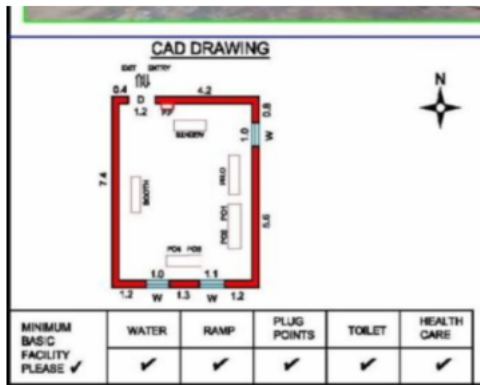 CAD DRAWING
EXIT ENTRY
N
0.4
D
4.2
1.2
0.8
1.0
W
7.4
BOOTH
5.6
PO2 PO1
1.0
1.1
1.2
W
1.3
W
1.2
MINIMUM BASIC FACILITY PLEASE ✔
WATER
RAMP
PLUG POINTS
TOILET
HEALTH CARE
✔ ✔ ✔ ✔ ✔